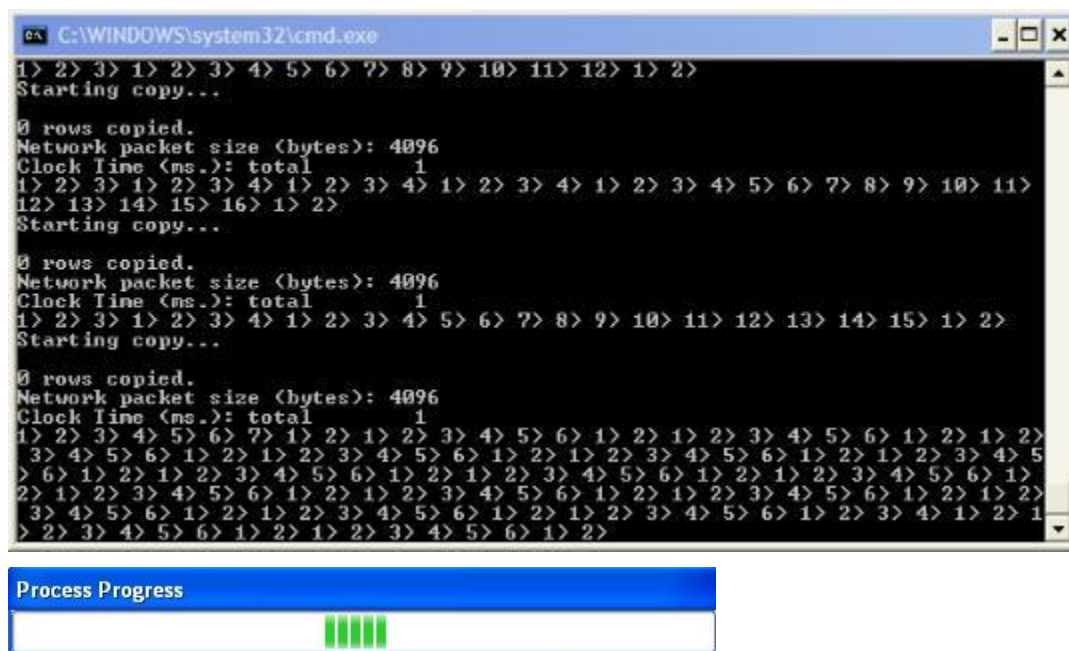 C:\WINDOWS\system32\cmd.exe
1> 2> 3> 1> 2> 3> 4> 5> 6> 7> 8> 9> 10> 11> 12> 1> 2>
Starting copy...
0 rows copied.
Network packet size (bytes): 4096
Clock Time (ms.): total 1
1> 2> 3> 1> 2> 3> 4> 1> 2> 3> 4> 1> 2> 3> 4> 1> 2> 3> 4> 5> 6> 7> 8> 9> 10> 11>
12> 13> 14> 15> 16> 1> 2>
Starting copy...
0 rows copied.
Network packet size (bytes): 4096
Clock Time (ms.): total 1
1> 2> 3> 1> 2> 3> 4> 1> 2> 3> 4> 5> 6> 7> 8> 9> 10> 11> 12> 13> 14> 15> 1> 2>
Starting copy...
0 rows copied.
Network packet size (bytes): 4096
Clock Time (ms.): total 1
1> 2> 3> 4> 5> 6> 7> 1> 2> 1> 2> 3> 4> 5> 6> 1> 2> 1> 2> 3> 4> 5> 6> 1> 2> 1> 2>
3> 4> 5> 6> 1> 2> 1> 2> 3> 4> 5> 6> 1> 2> 1> 2> 3> 4> 5> 6> 1> 2> 1> 2> 3> 4> 5
> 6> 1> 2> 1> 2> 3> 4> 5> 6> 1> 2> 1> 2> 3> 4> 5> 6> 1> 2> 1> 2> 3> 4> 5> 6> 1>
2> 1> 2> 3> 4> 5> 6> 1> 2> 1> 2> 3> 4> 5> 6> 1> 2> 1> 2> 3> 4> 5> 6> 1> 2> 1> 2>
3> 4> 5> 6> 1> 2> 1> 2> 3> 4> 5> 6> 1> 2> 1> 2> 3> 4> 5> 6> 1> 2> 3> 4> 1> 2> 1
> 2> 3> 4> 5> 6> 1> 2> 1> 2> 3> 4> 5> 6> 1> 2>
Process Progress